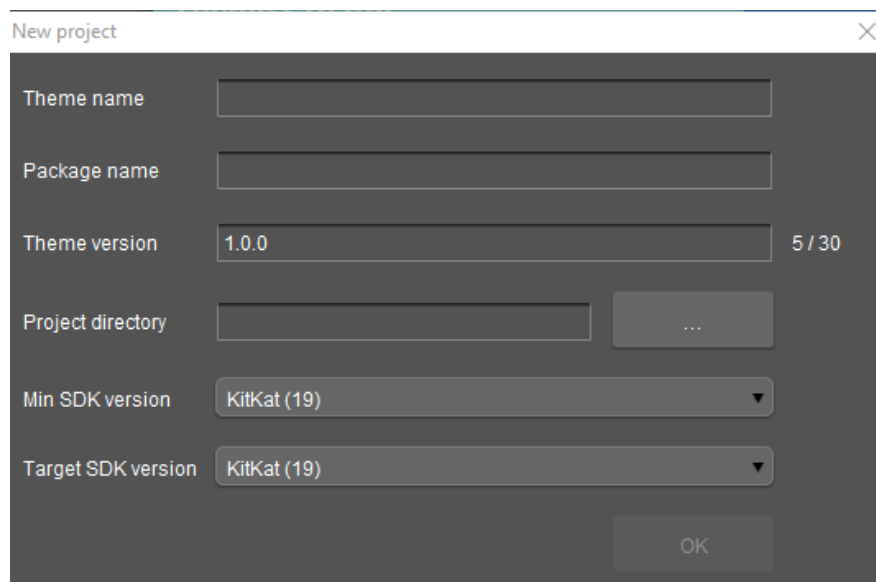 New project
Theme name
Package name
Theme version 1.0.0 5 / 30
Project directory ...
Min SDK version KitKat (19)
Target SDK version KitKat (19)
OK